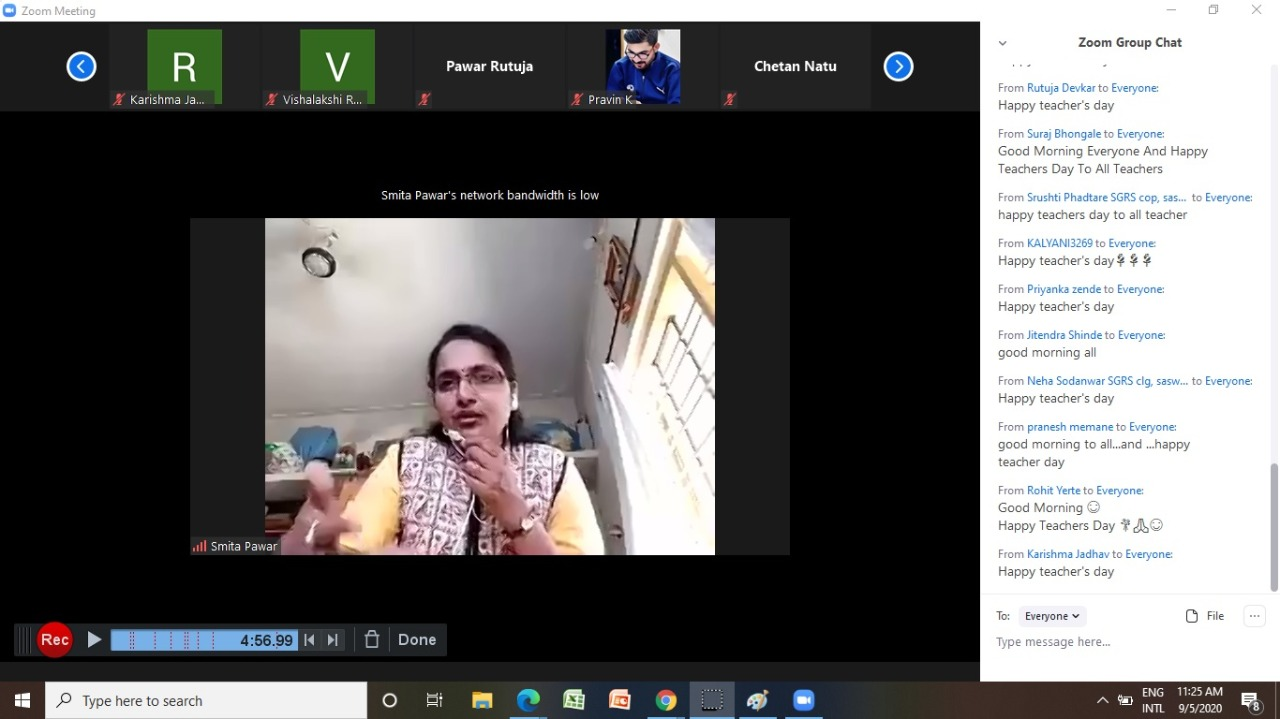 Zoom Meeting
R
Karishma Ja...
V
Vishalakshi R...
Pawar Rutuja
Pravin K
Chetan Natu
Smita Pawar's network bandwidth is low
Smita Pawar
Rec
4:56.99
Done
Zoom Group Chat
From Rutuja Devkar to Everyone:
Happy teacher's day
From Suraj Bhongale to Everyone:
Good Morning Everyone And Happy
Teachers Day To All Teachers
From Srushti Phadtare SGRS cop, sas... to Everyone:
happy teachers day to all teacher
From KALYANI3269 to Everyone:
Happy teacher's day
From Priyanka zende to Everyone:
Happy teacher's day
From Jitendra Shinde to Everyone:
good morning all
From Neha Sodanwar SGRS clg, sasw... to Everyone:
Happy teacher's day
From pranesh memane to Everyone:
good morning to all...and ...happy
teacher day
From Rohit Yerte to Everyone:
Good Morning ☺
Happy Teachers Day 🌹🙏☺
From Karishma Jadhav to Everyone:
Happy teacher's day
To: Everyone
File
...
Type message here...
Type here to search
ENG
INTL
11:25 AM
9/5/2020
8